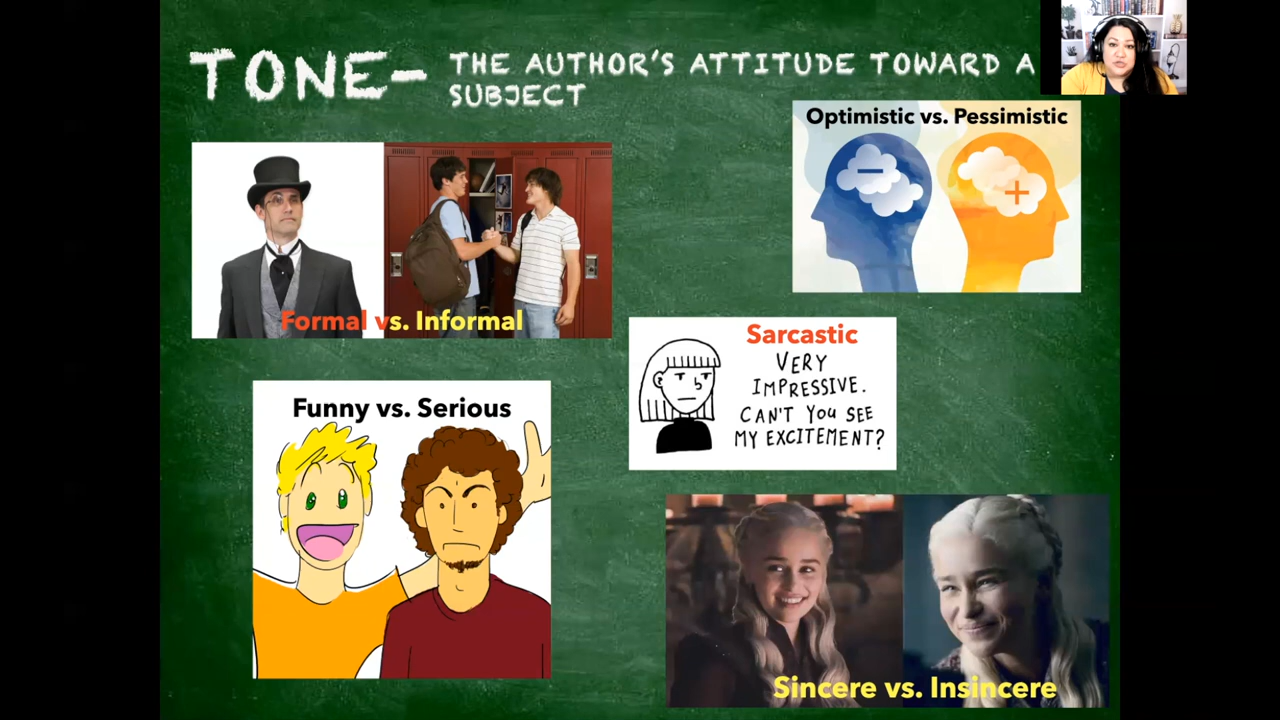 TONE- THE AUTHOR'S ATTITUDE TOWARD A
SUBJECT
Optimistic vs. Pessimistic
Formal vs. Informal
Sarcastic
VERY
IMPRESSIVE.
CAN'T YOU SEE
MY EXCITEMENT?
Funny vs. Serious
Sincere vs. Insincere